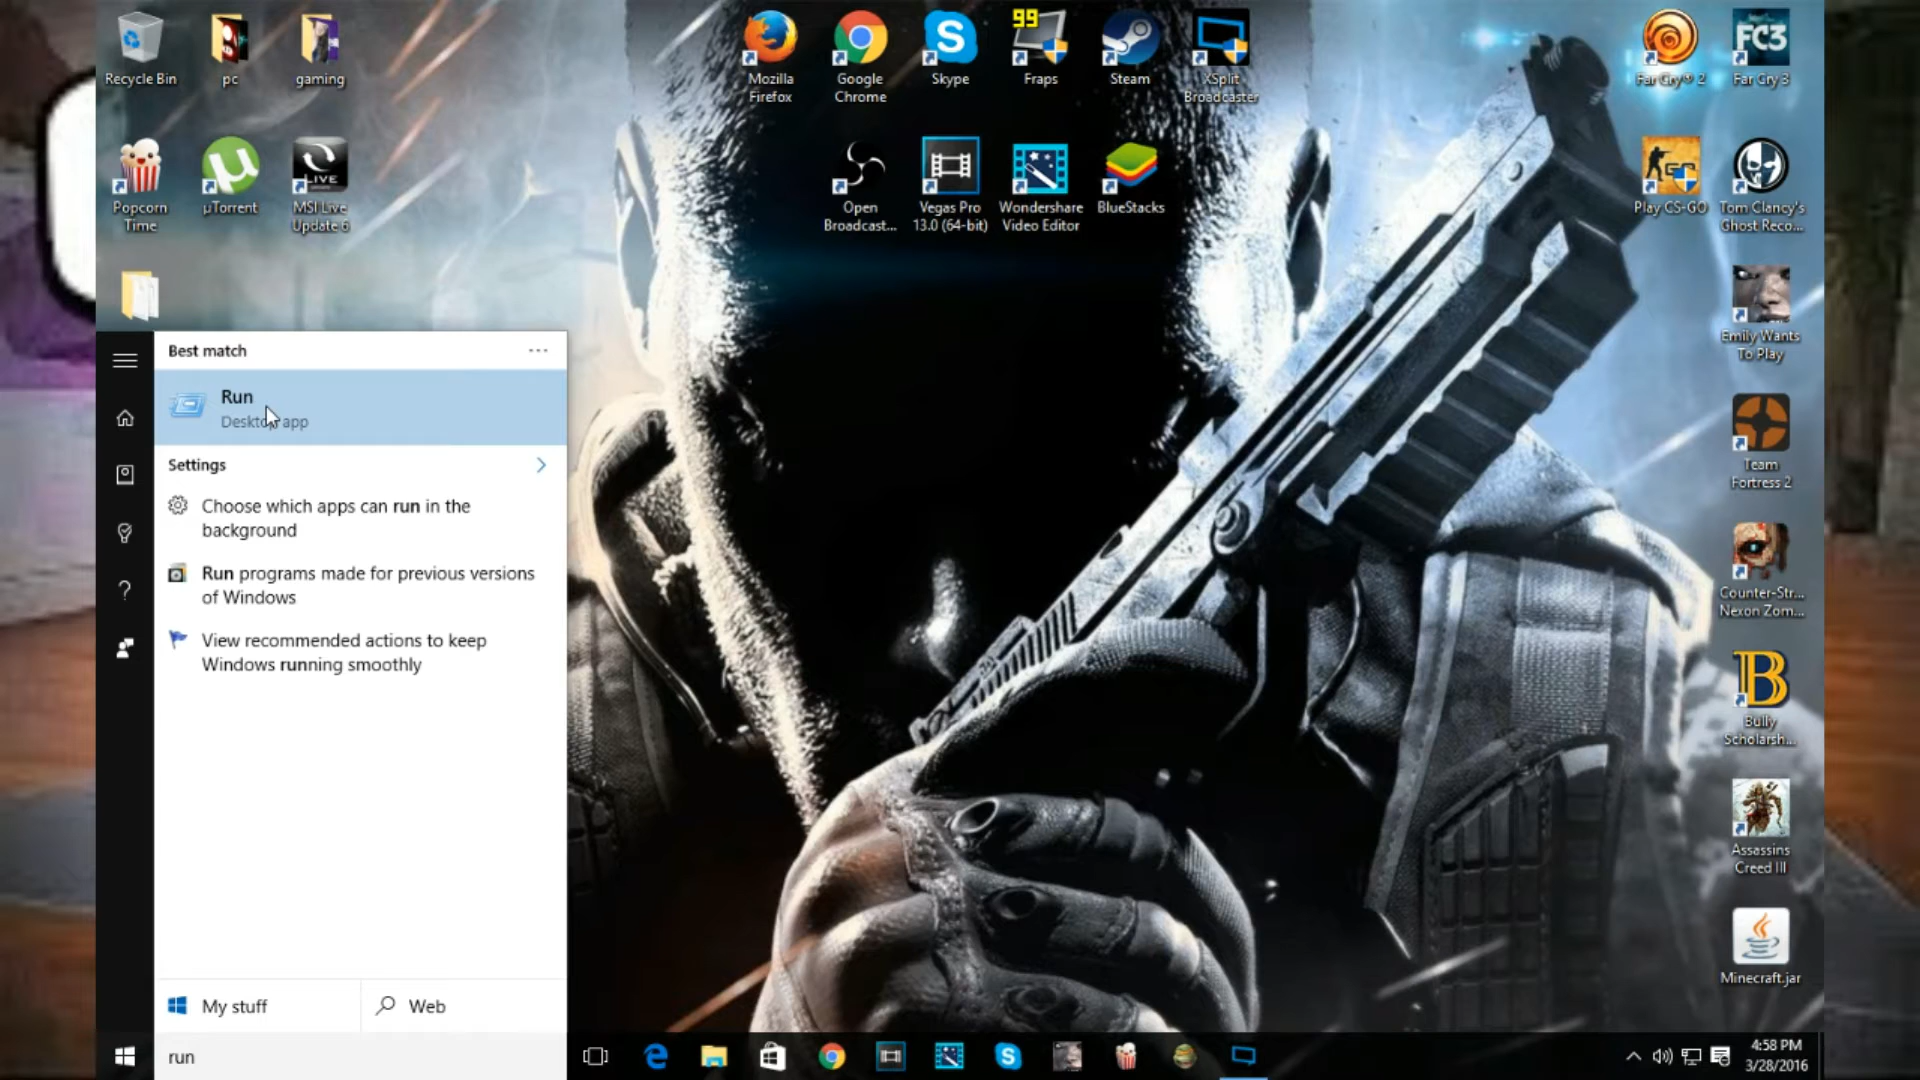 Recycle Bin
pc
gaming
99
Mozilla
Firefox
Google
Chrome
Skype
Fraps
Steam
XSplit
Broadcaster
Far Cry® 2
FC3
Far Cry 3
Popcorn
Time
µTorrent
LIVE
MSI Live
Update 6
Open
Broadcast...
Vegas Pro
13.0 (64-bit)
Wondershare
Video Editor
BlueStacks
GO
Play CS-GO
Tom Clancy's
Ghost Reco...
Emily Wants
To Play
Team
Fortress 2
Counter-Str...
Nexon Zom...
Bully
Scholarsh...
Assassins
Creed III
Minecraft.jar
Best match
Run
Desktop app
Settings
Choose which apps can run in the
background
Run programs made for previous versions
of Windows
View recommended actions to keep
Windows running smoothly
My stuff
Web
run
4:58 PM
3/28/2016